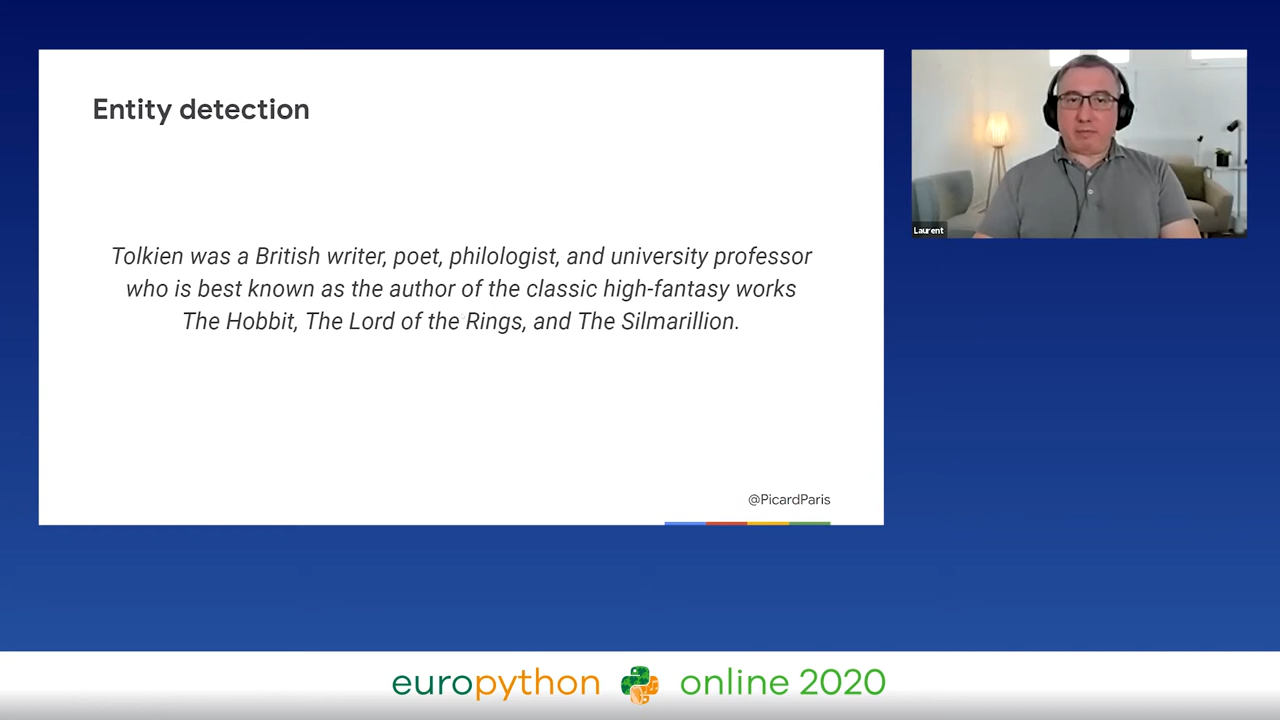 Entity detection
Tolkien was a British writer, poet, philologist, and university professor
who is best known as the author of the classic high-fantasy works
The Hobbit, The Lord of the Rings, and The Silmarillion.
@PicardParis
Laurent
europython online 2020